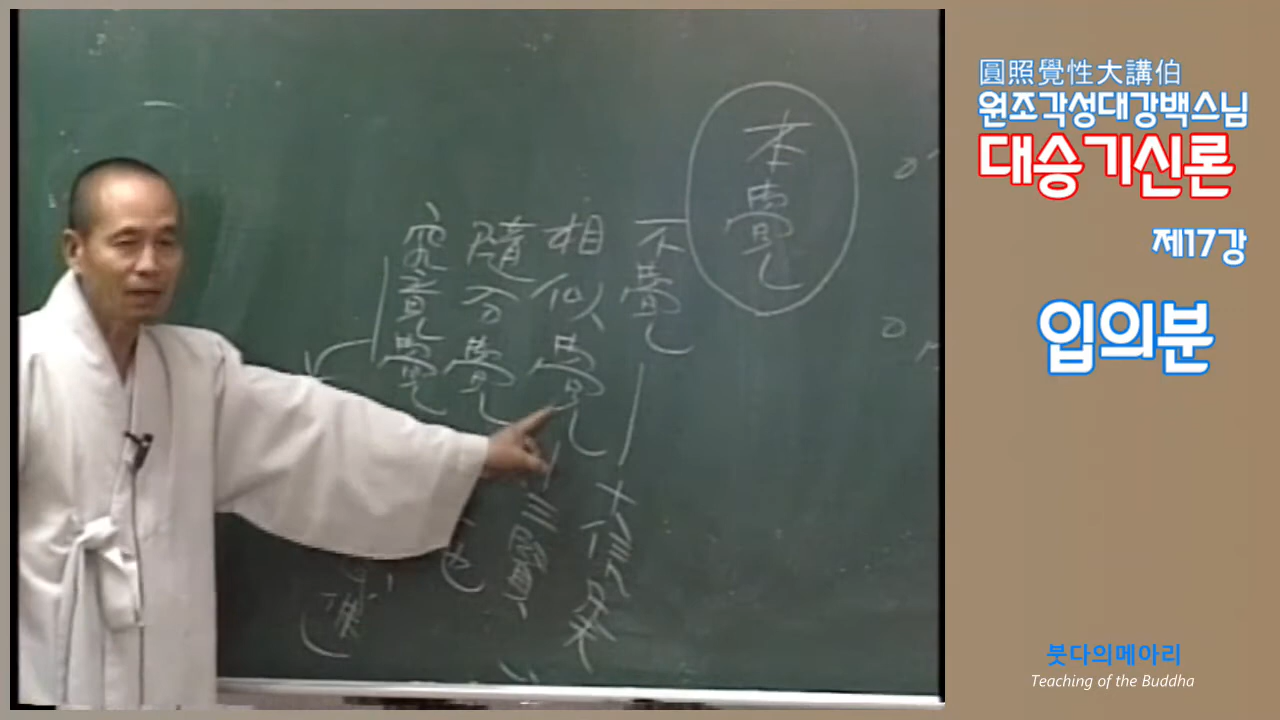 本覺
不覺
相似覺
隨分覺
究竟覺
十信
三賢
圓照覺性大講伯
원조각성대강백스님
대승기신론
제17강
입의분
붓다의메아리
Teaching of the Buddha